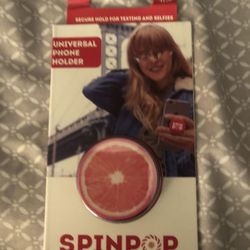 SECURE HOLD FOR TEXTING AND SELFIES
UNIVERSAL
PHONE
HOLDER
SPINPOP